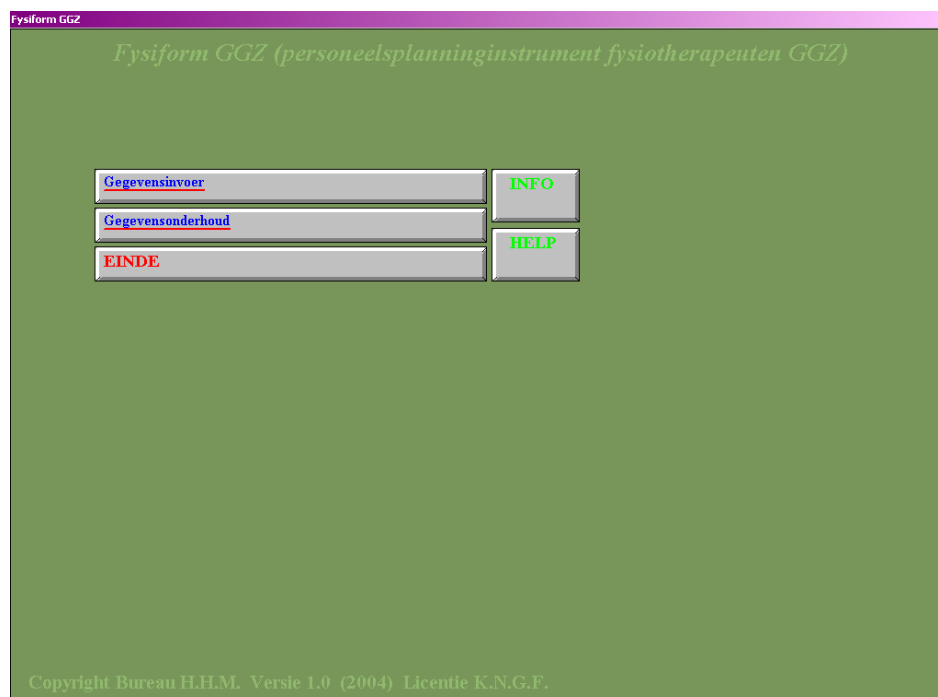 Fysiform GGZ
Fysiform GGZ (personeelsplanninginstrument fysiotherapeuten GGZ)
Gegevensinvoer
INFO
Gegevensonderhoud
HELP
EINDE
Copyright Bureau H.H.M. Versie 1.0 (2004) Licentie K.N.G.F.